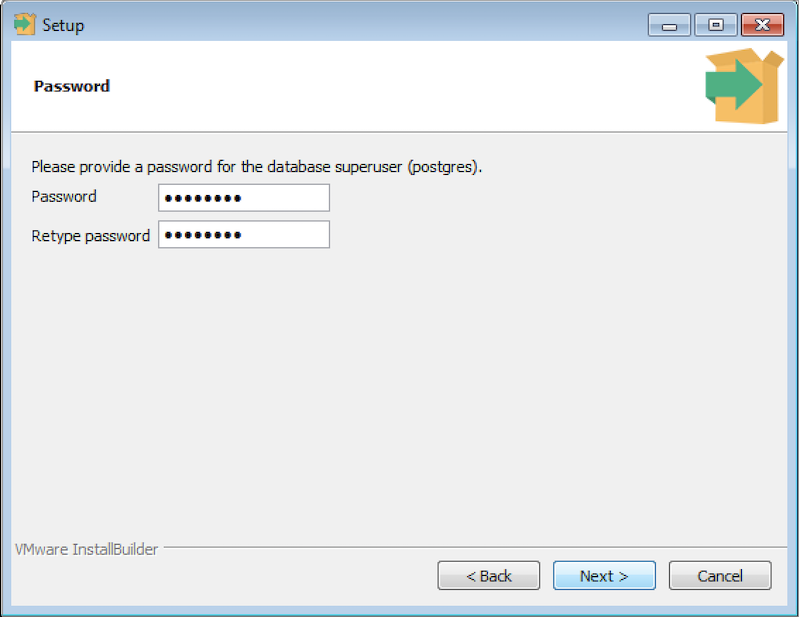 Setup
Password
Please provide a password for the database superuser (postgres).
Password ●●●●●●●●
Retype password ●●●●●●●●
VMware InstallBuilder
< Back Next > Cancel